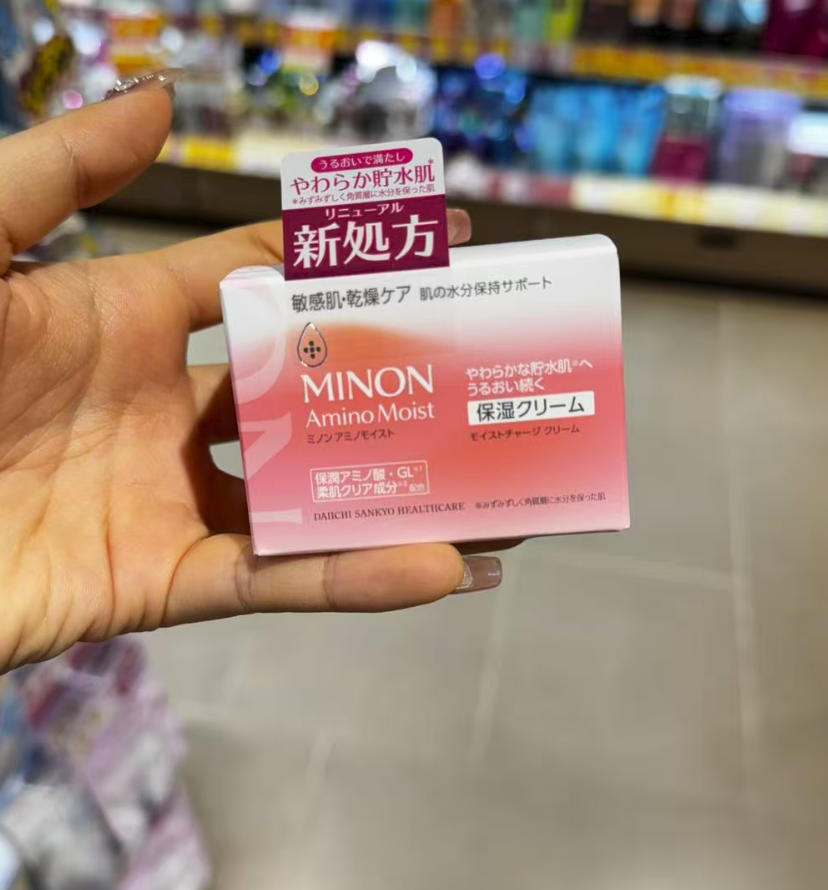 うるおいで満たし
やわらか貯水肌*
*みずみずしく角質層に水分を保った肌
リニューアル
新処方
敏感肌・乾燥ケア 肌の水分保持サポート
MINON
Amino Moist
ミノン アミノモイスト
やわらかな貯水肌※へ
うるおい続く
保湿クリーム
モイストチャージ クリーム
保潤アミノ酸・GL
柔肌クリア成分 配合
DAIICHI SANKYO HEALTHCARE
※みずみずしく角質層に水分を保った肌